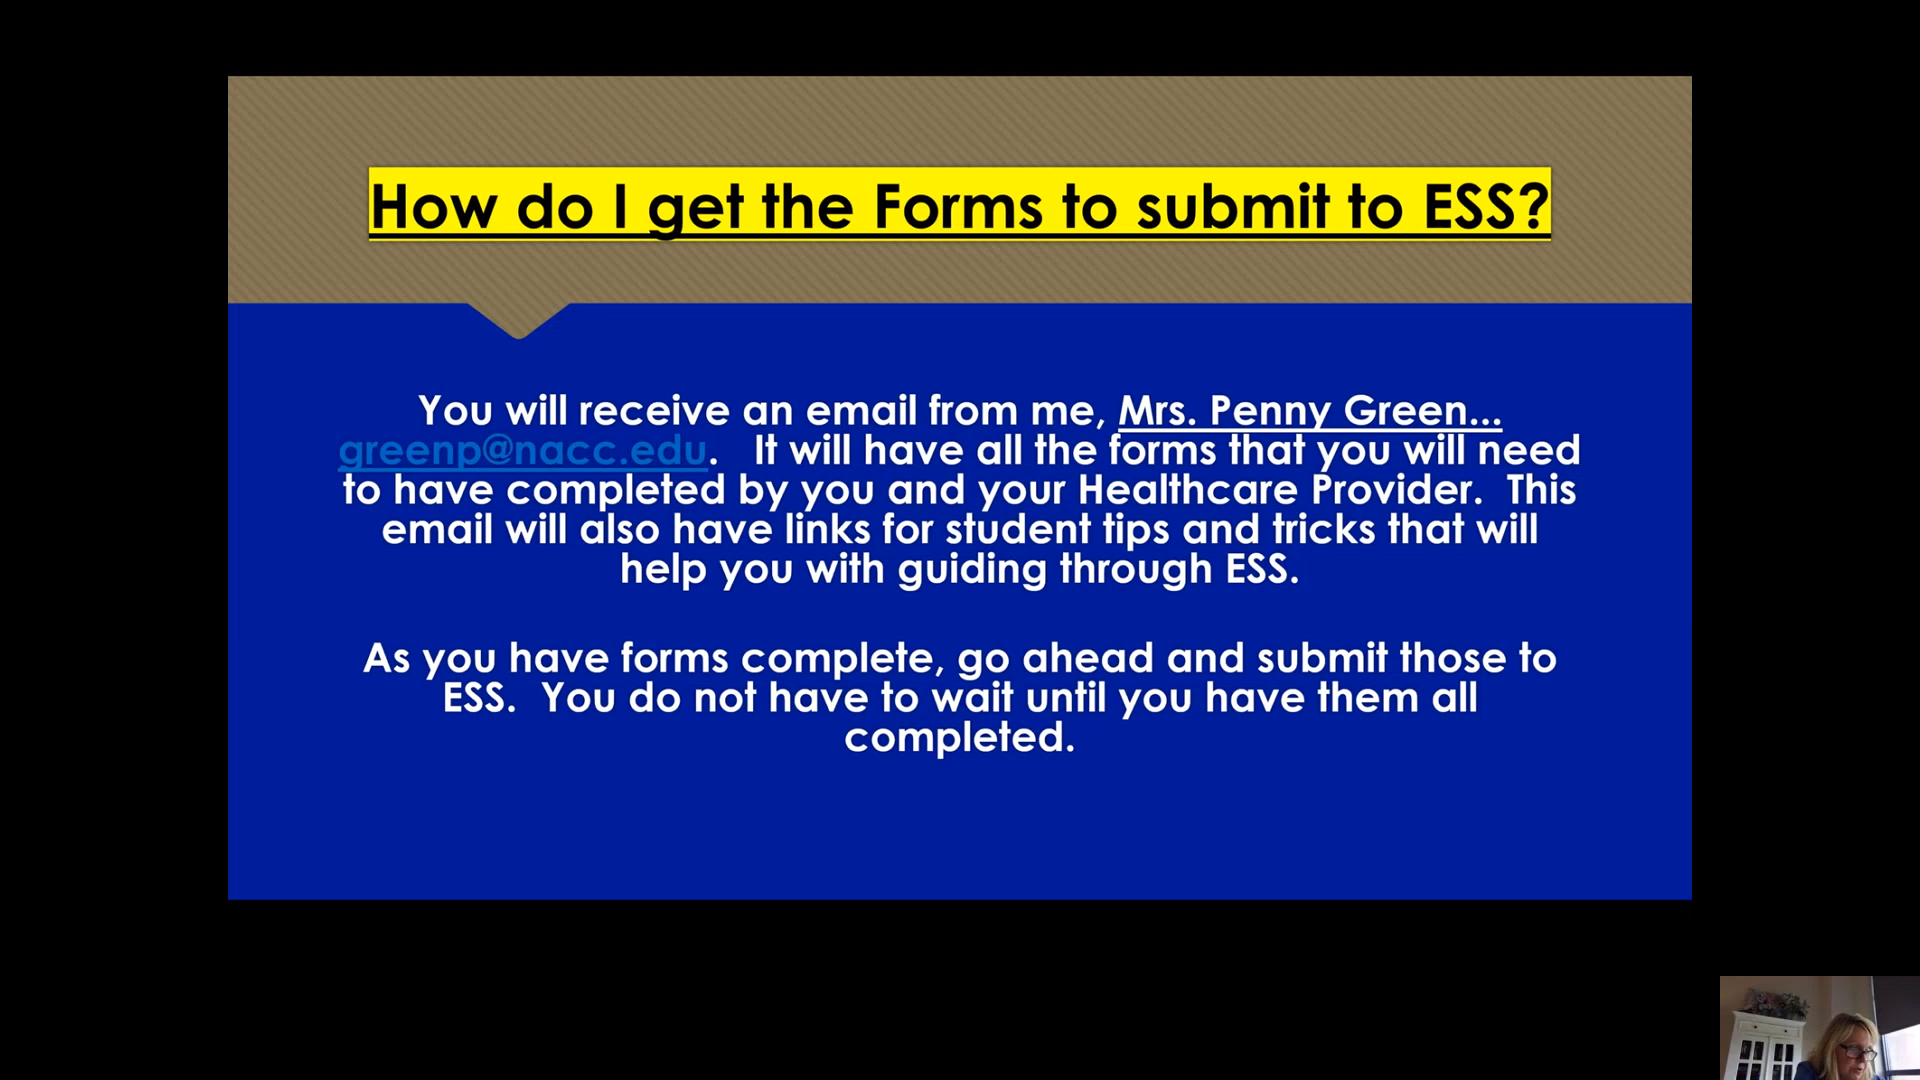 How do I get the Forms to submit to ESS?
You will receive an email from me, Mrs. Penny Green...
greenp@nacc.edu.   It will have all the forms that you will need
to have completed by you and your Healthcare Provider.  This
email will also have links for student tips and tricks that will
help you with guiding through ESS.
As you have forms complete, go ahead and submit those to
ESS.  You do not have to wait until you have them all
completed.